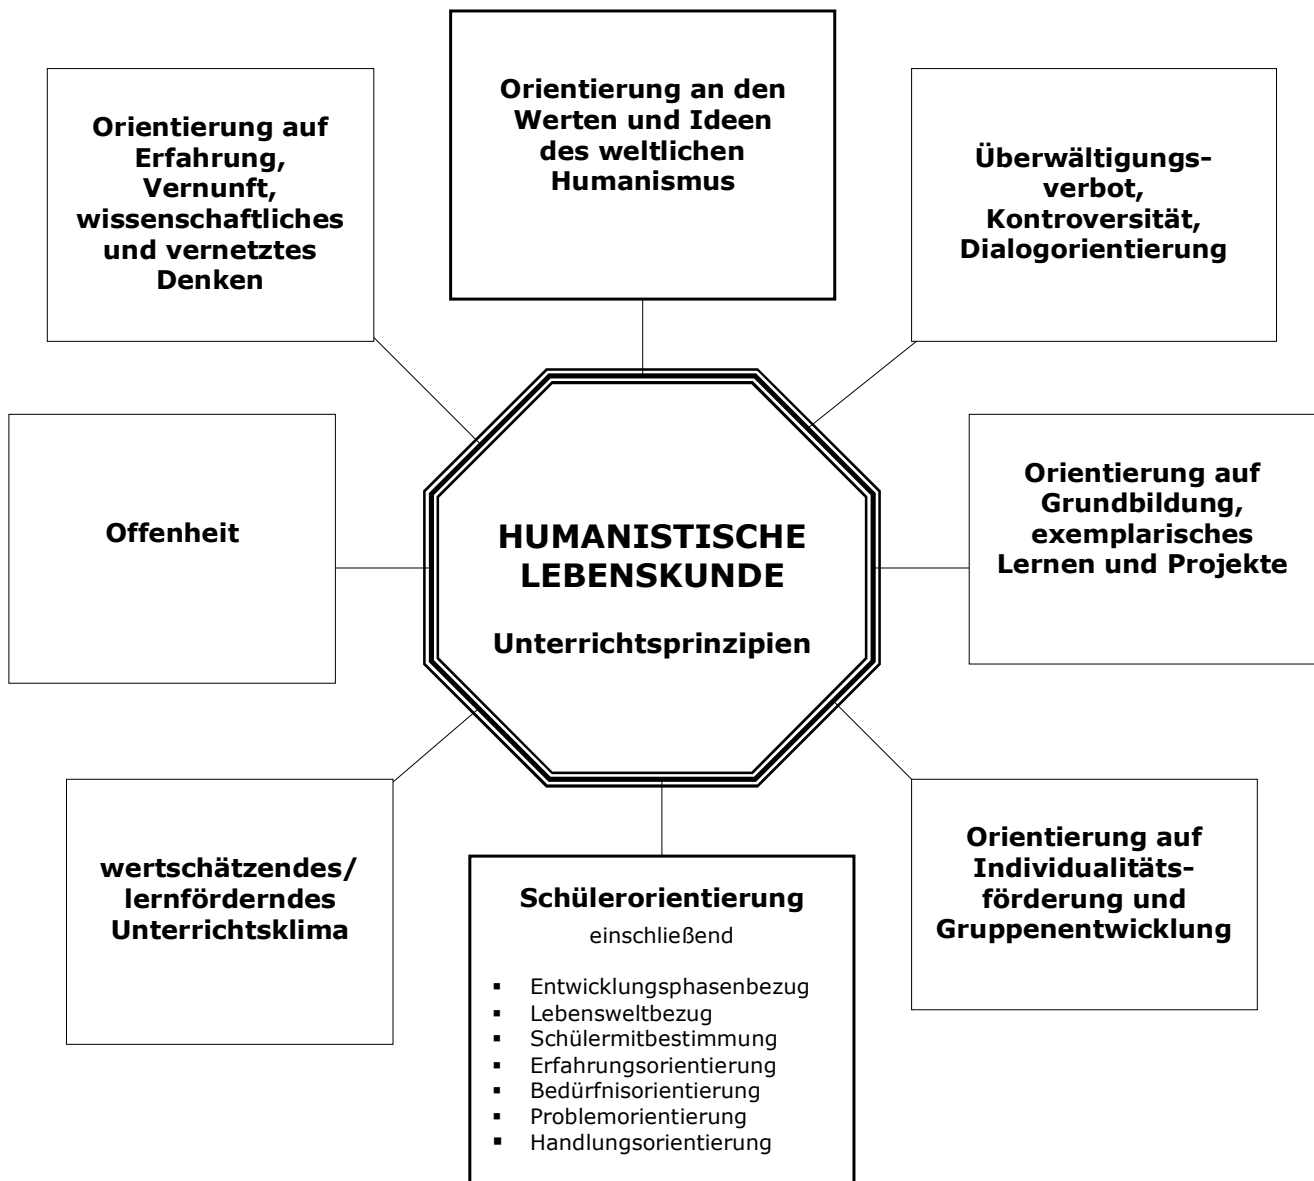 Orientierung an den
Werten und Ideen
des weltlichen
Humanismus
Orientierung auf
Erfahrung,
Vernunft,
wissenschaftliches
und vernetztes
Denken
Überwältigungs-
verbot,
Kontroversität,
Dialogorientierung
Offenheit
HUMANISTISCHE
LEBENSKUNDE
Unterrichtsprinzipien
Orientierung auf
Grundbildung,
exemplarisches
Lernen und Projekte
wertschätzendes/
lernförderndes
Unterrichtsklima
Schülerorientierung
einschließend
▪ Entwicklungsphasenbezug
▪ Lebensweltbezug
▪ Schülermitbestimmung
▪ Erfahrungsorientierung
▪ Bedürfnisorientierung
▪ Problemorientierung
▪ Handlungsorientierung
Orientierung auf
Individualitäts-
förderung und
Gruppenentwicklung